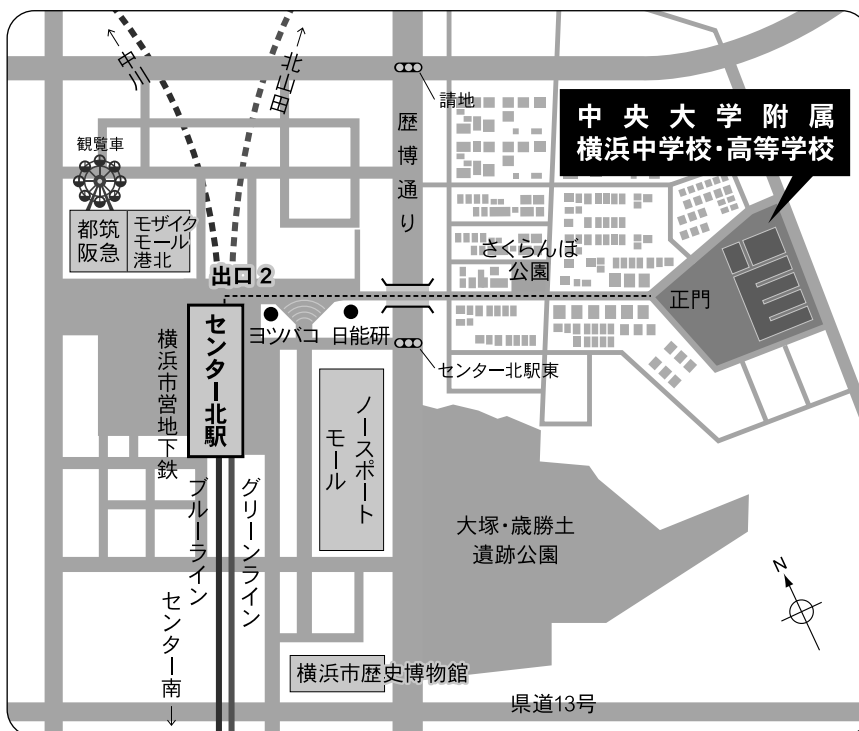 ←中川
北山田→
請地
歴博通り
中央大学附属
横浜中学校・高等学校
観覧車
都筑
阪急
モザイク
モール
港北
さくらんぼ
公園
出口2
正門
ヨツバコ
日能研
センター北駅東
センター北駅
横浜市営地下鉄
ブルーライン
グリーンライン
ノースポート
モール
大塚・歳勝土
遺跡公園
N
センター南→
横浜市歴史博物館
県道13号